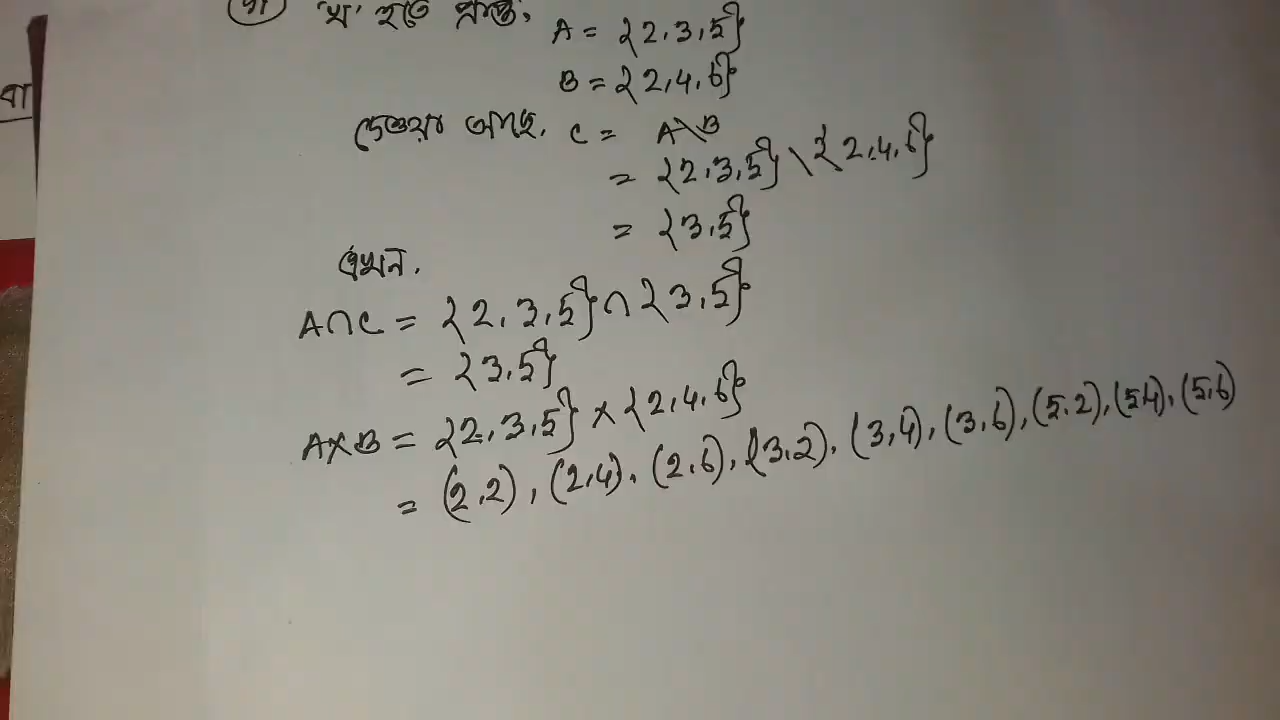 গ 'খ' হতে প্রাপ্ত,
A = {2,3,5}
B = {2,4,6}
দেওয়া আছে, C = A\B
= {2,3,5} \ {2,4,6}
= {3,5}
এখন,
A∩C = {2,3,5} ∩ {3,5}
= {3,5}
A×B = {2,3,5} × {2,4,6}
= (2,2), (2,4), (2,6), (3,2), (3,4), (3,6), (5,2), (5,4), (5,6)